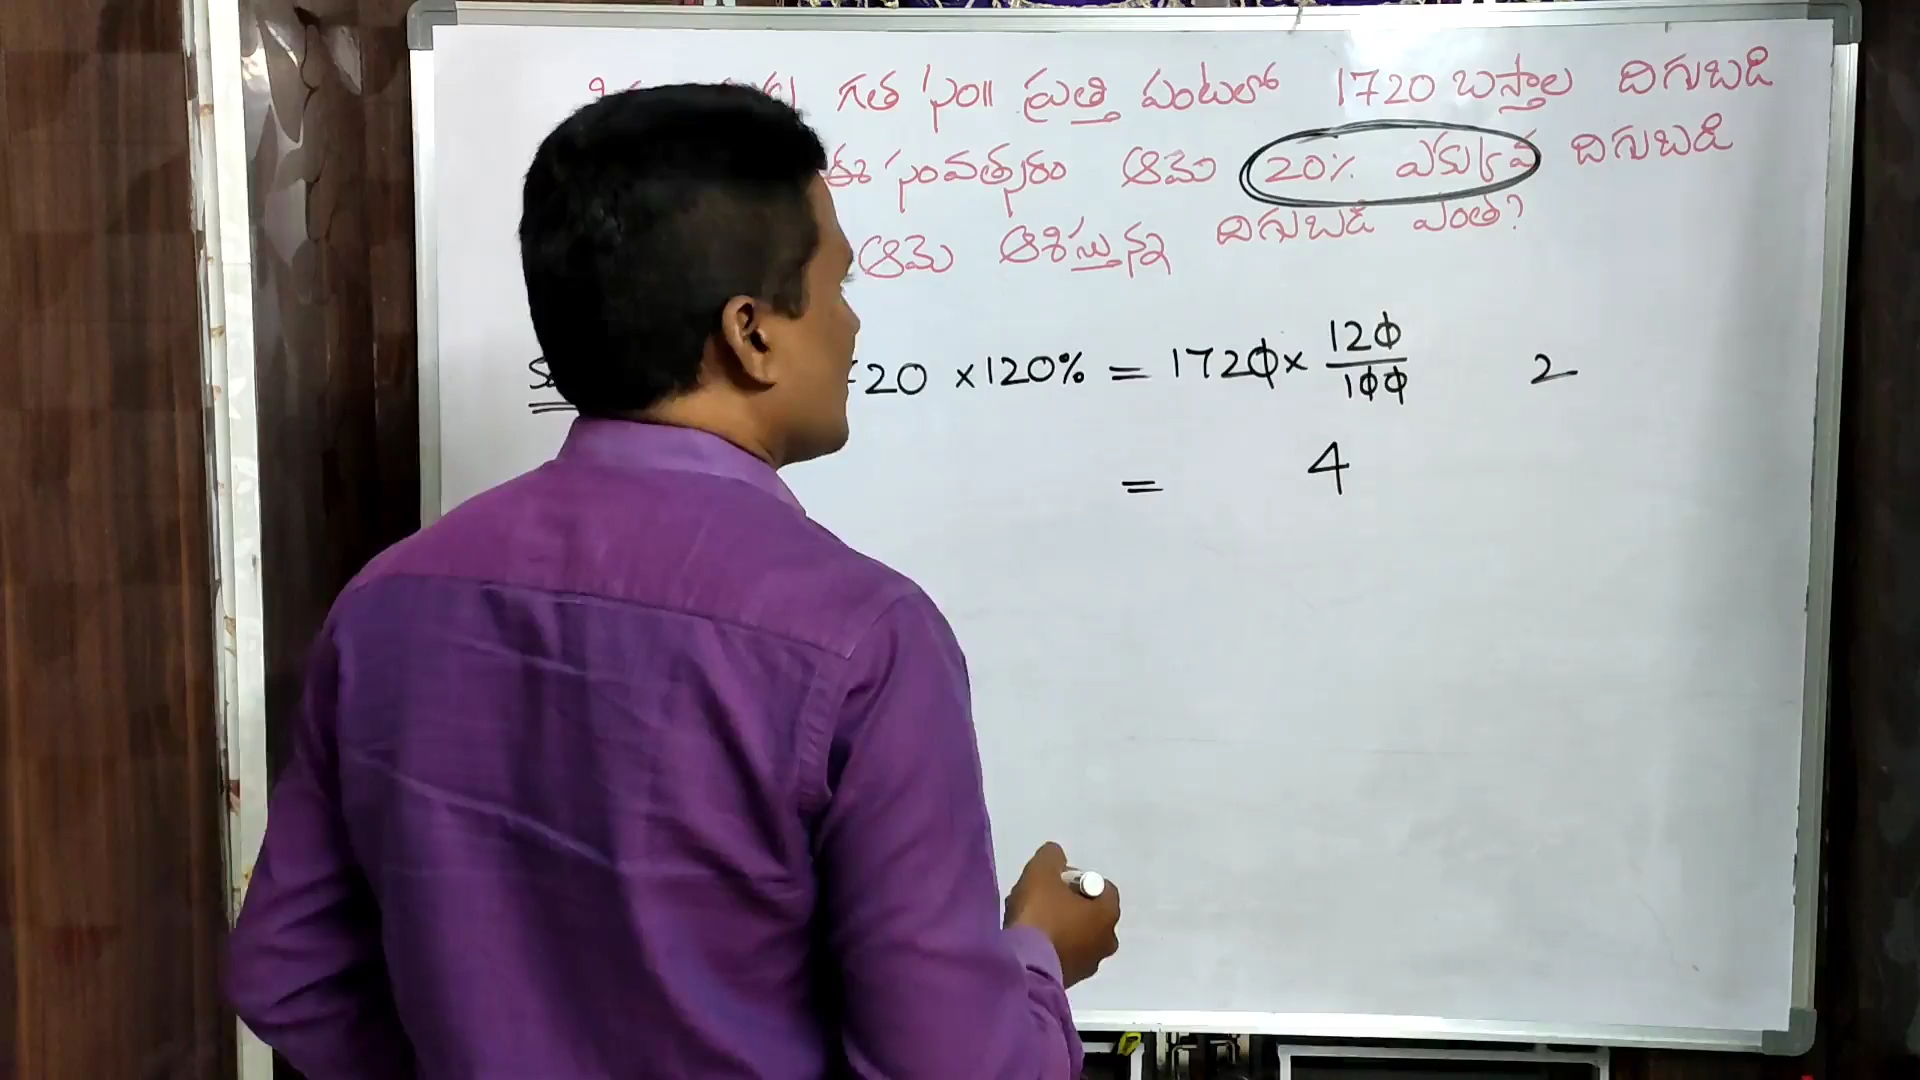 గత సం॥ ప్రత్తి పంటలో 1720 బస్తాల దిగుబడి
ఈ సంవత్సరం ఆమె 20% ఎక్కువ దిగుబడి
ఆమె ఆశిస్తున్న దిగుబడి ఎంత?
20 ×120% = 1720× 120/100 2
= 4